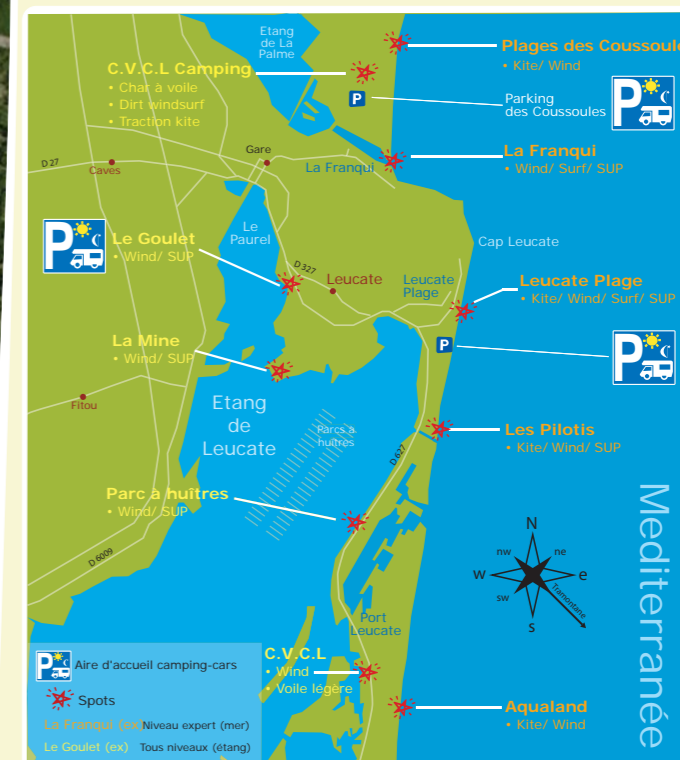 Etang
de La
Palme
C.V.C.L Camping
• Char à voile
• Dirt windsurf
• Traction kite
Plages des Coussoule
• Kite/ Wind
P
Parking
des Coussoules
P
La Franqui
• Wind/ Surf/ SUP
D 27
Caves
Gare
La Franqui
P
Le Goulet
• Wind/ SUP
Le
Paurel
D 327
Leucate
Leucate
Plage
Cap Leucate
Leucate Plage
• Kite/ Wind/ Surf/ SUP
La Mine
• Wind/ SUP
P
P
Fitou
Etang
de
Leucate
Parcs à
huîtres
D 627
Les Pilotis
• Kite/ Wind/ SUP
Parc à huîtres
• Wind/ SUP
D 6009
N
nw
ne
w
e
sw
s
Tramontane
Mediterranée
Port
Leucate
C.V.C.L
• Wind
• Voile légère
Aqualand
• Kite/ Wind
P
Aire d'accueil camping-cars
Spots
La Franqui (ex) Niveau expert (mer)
Le Goulet (ex) Tous niveaux (étang)